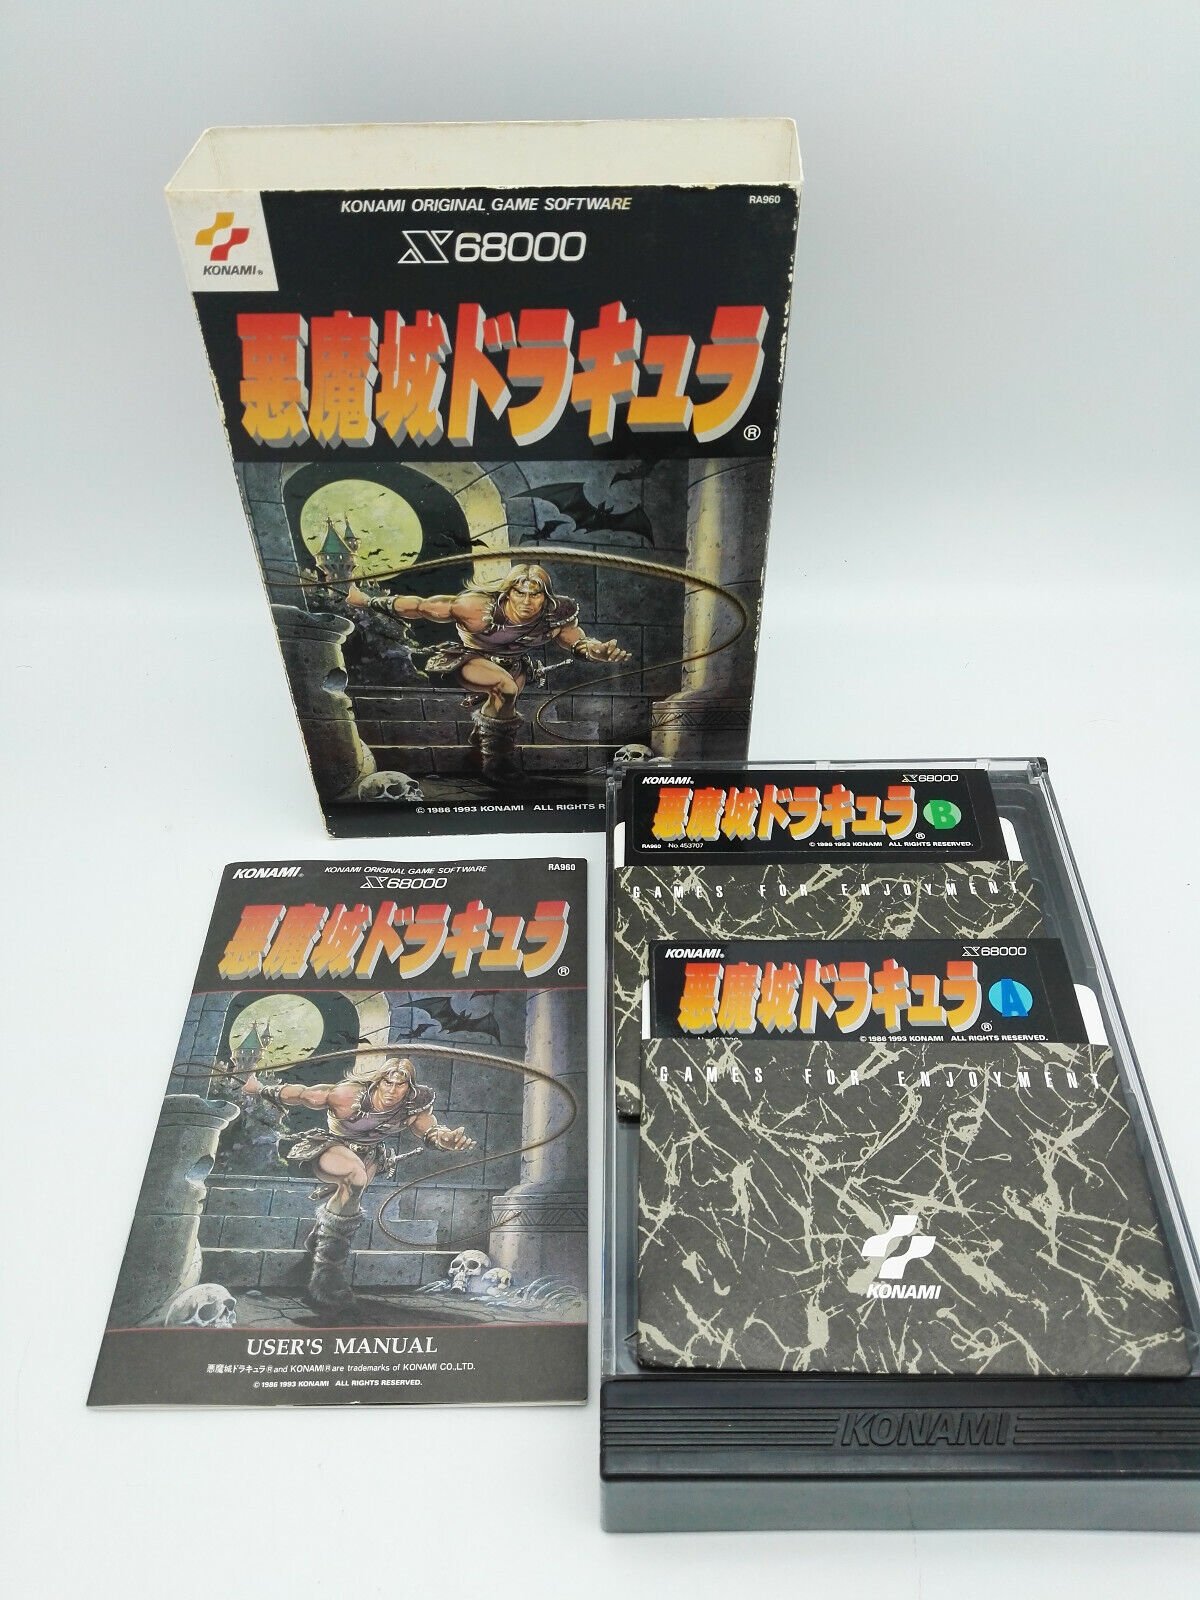 KONAMI ORIGINAL GAME SOFTWARE
RA960
KONAMI®
X68000
悪魔城ドラキュラ®
© 1986 1993 KONAMI ALL RIGHTS R
KONAMI®
KONAMI ORIGINAL GAME SOFTWARE
RA960
X68000
悪魔城ドラキュラ®
USER'S MANUAL
悪魔城ドラキュラ® and KONAMI® are trademarks of KONAMI CO.,LTD.
© 1986 1993 KONAMI ALL RIGHTS RESERVED.
KONAMI®
X68000
悪魔城ドラキュラ® B
RA960 No.453707
© 1986 1993 KONAMI ALL RIGHTS RESERVED.
GAMES FOR ENJOYMENT
KONAMI®
X68000
悪魔城ドラキュラ® A
© 1986 1993 KONAMI ALL RIGHTS RESERVED.
GAMES FOR ENJOYMENT
KONAMI
KONAMI